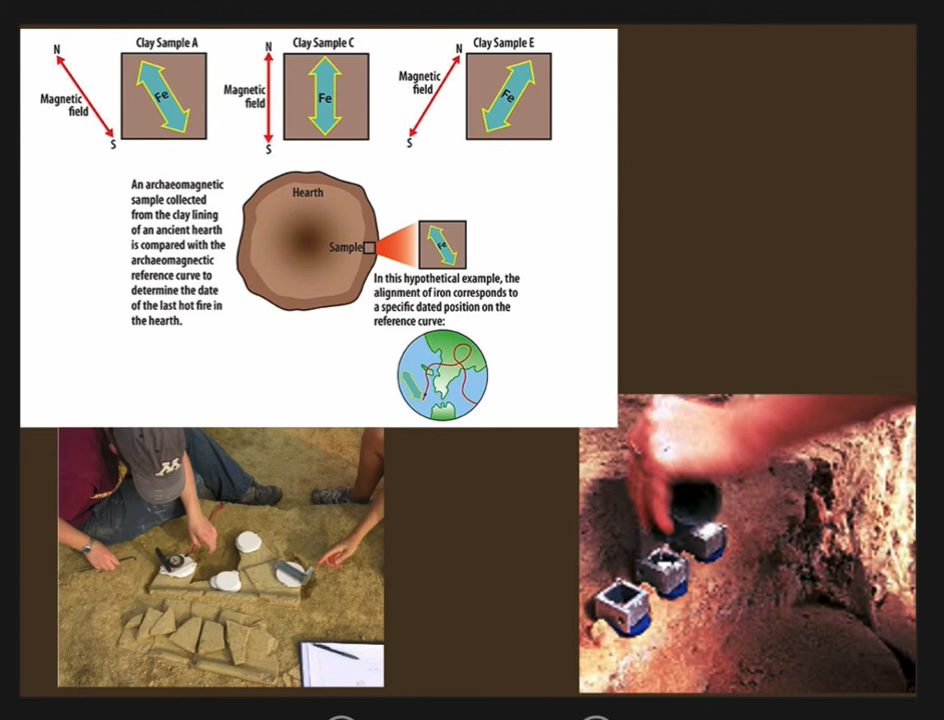 Clay Sample A
N
Magnetic
field
S
Fe
Clay Sample C
N
Magnetic
field
S
Fe
Clay Sample E
N
Magnetic
field
S
Fe
An archaeomagnetic
sample collected
from the clay lining
of an ancient hearth
is compared with the
archaeomagnectic
reference curve to
determine the date
of the last hot fire in
the hearth.
Hearth
Sample
Fe
In this hypothetical example, the
alignment of iron corresponds to
a specific dated position on the
reference curve:
M